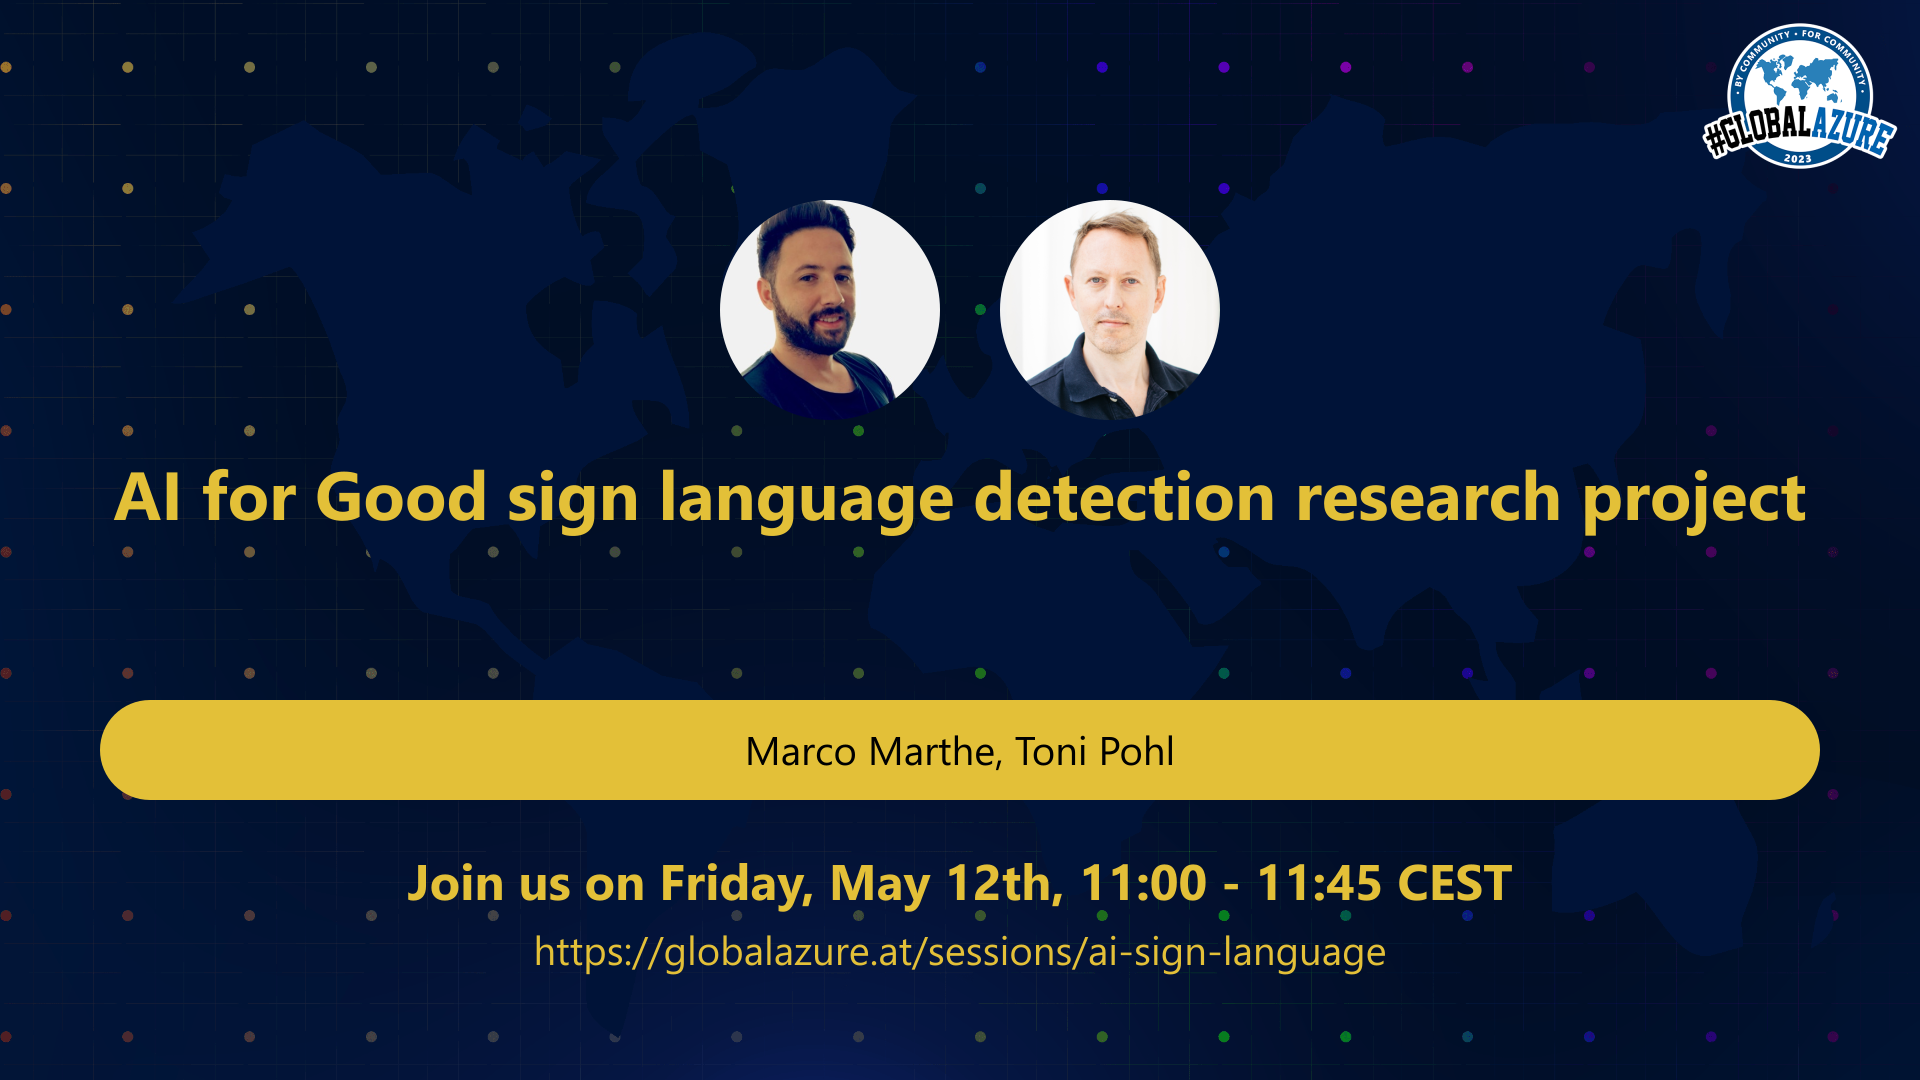 • BY COMMUNITY • FOR COMMUNITY •
#GLOBALAZURE
2023
AI for Good sign language detection research project
Marco Marthe, Toni Pohl
Join us on Friday, May 12th, 11:00 - 11:45 CEST
https://globalazure.at/sessions/ai-sign-language